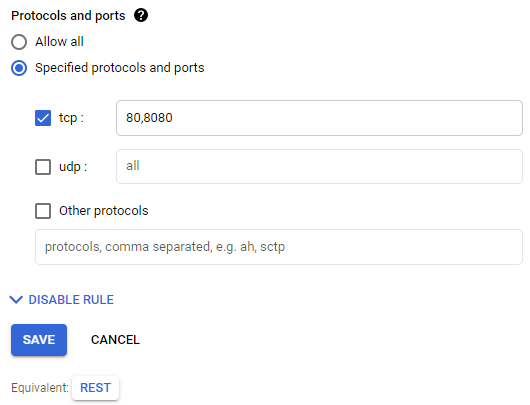 Protocols and ports ?
Allow all
Specified protocols and ports
tcp : 80,8080
udp : all
Other protocols
protocols, comma separated, e.g. ah, sctp
DISABLE RULE
SAVE CANCEL
Equivalent: REST